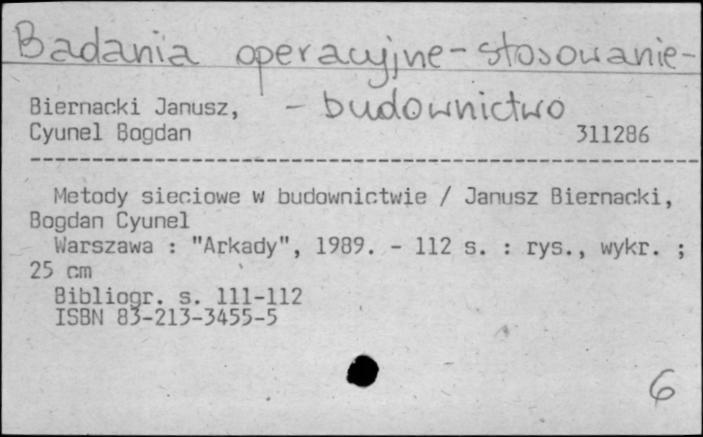 Badania operacyjne - stosowanie -
- budownictwo
Biernacki Janusz,
Cyunel Bogdan 311286
Metody sieciowe w budownictwie / Janusz Biernacki,
Bogdan Cyunel
Warszawa : "Arkady", 1989. - 112 s. : rys., wykr. ;
25 cm
Bibliogr. s. 111-112
ISBN 83-213-3455-5
6